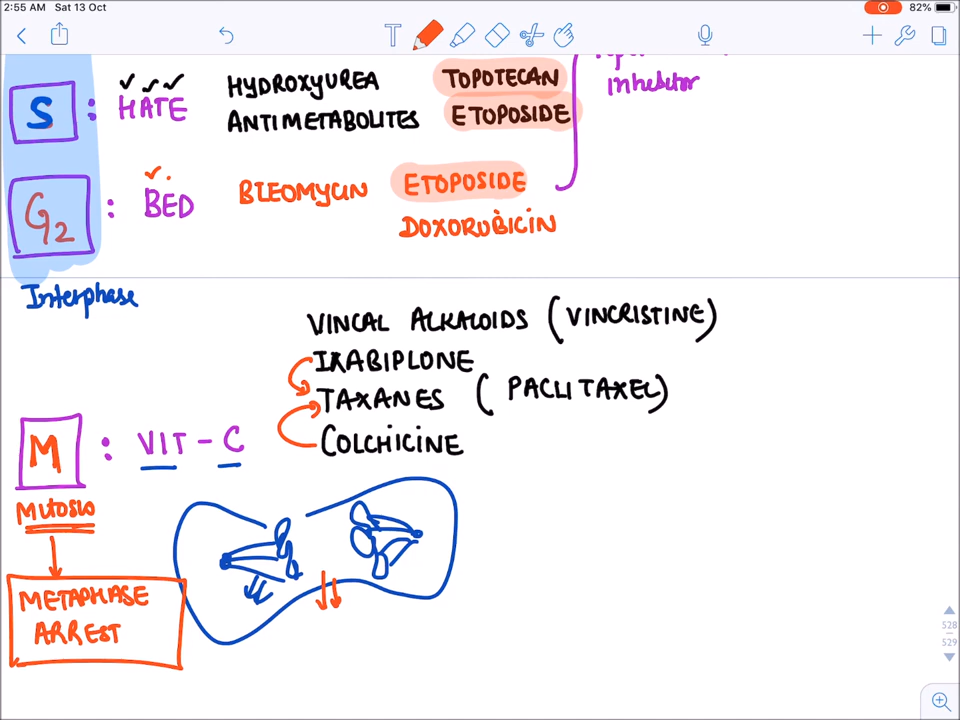 2:55 AM Sat 13 Oct 82%
T
S : HATE HYDROXYUREA TOPOTECAN
ANTIMETABOLITES ETOPOSIDE
inhibitor
G2 : BED BLEOMYCIN ETOPOSIDE
DOXORUBICIN
Interphase
VINCAL ALKALOIDS (VINCRISTINE)
IXABIPLONE
TAXANES (PACLITAXEL)
COLCHICINE
M : VIT - C
MITOSIS
METAPHASE
ARREST
528
529